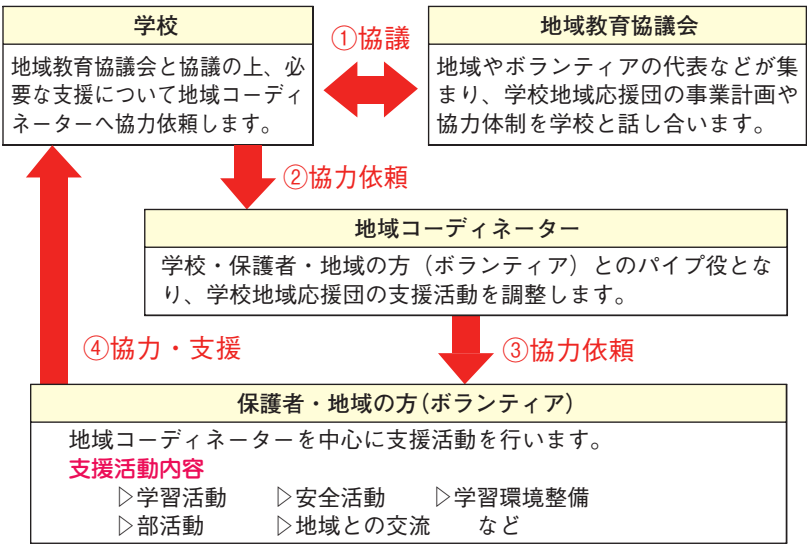 学校
地域教育協議会と協議の上、必
要な支援について地域コーディ
ネーターへ協力依頼します。
①協議
地域教育協議会
地域やボランティアの代表などが集
まり、学校地域応援団の事業計画や
協力体制を学校と話し合います。
②協力依頼
地域コーディネーター
学校・保護者・地域の方（ボランティア）とのパイプ役とな
り、学校地域応援団の支援活動を調整します。
④協力・支援
③協力依頼
保護者・地域の方(ボランティア)
地域コーディネーターを中心に支援活動を行います。
支援活動内容
▷学習活動　▷安全活動　▷学習環境整備
▷部活動　▷地域との交流　など